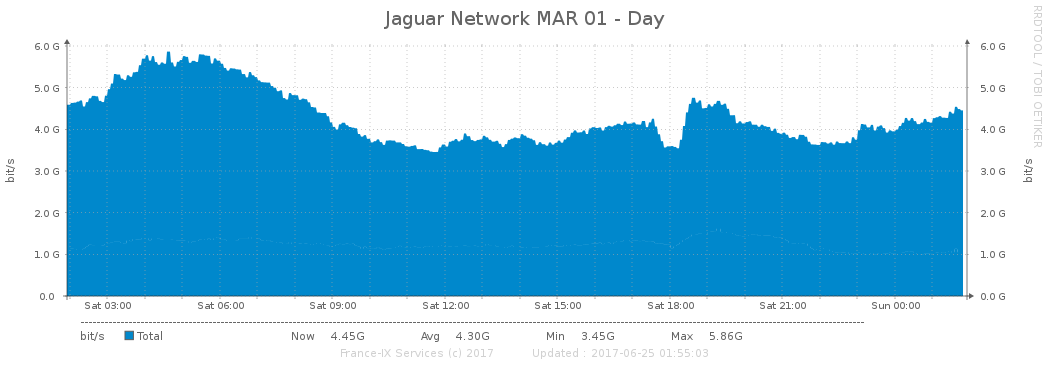 Jaguar Network MAR 01 - Day
RRDTOOL / TOBI OETIKER
6.0 G 6.0 G
5.0 G 5.0 G
4.0 G 4.0 G
3.0 G 3.0 G
2.0 G 2.0 G
1.0 G 1.0 G
0.0 0.0 G
bit/s bit/s
Sat 03:00 Sat 06:00 Sat 09:00 Sat 12:00 Sat 15:00 Sat 18:00 Sat 21:00 Sun 00:00
bit/s Total Now 4.45G Avg 4.30G Min 3.45G Max 5.86G
France-IX Services (c) 2017 Updated : 2017-06-25 01:55:03